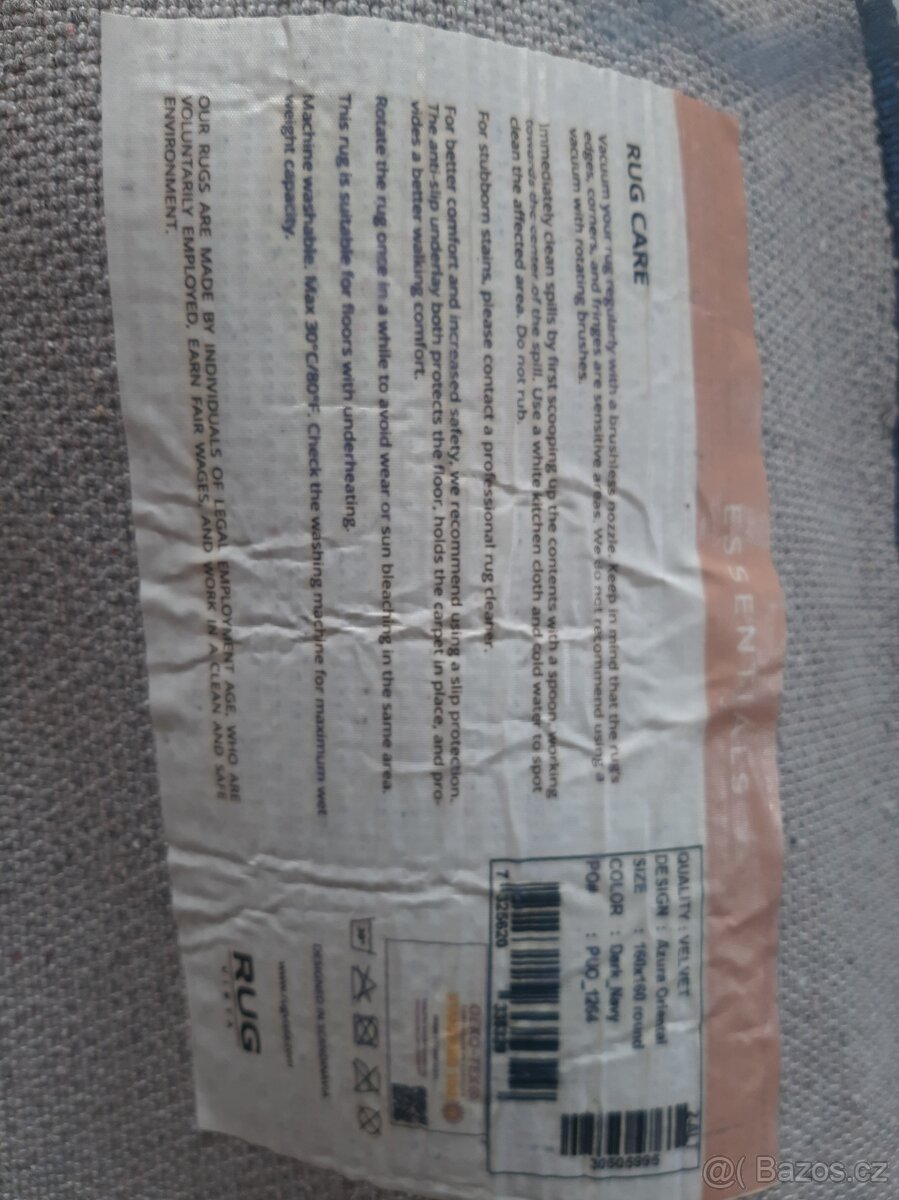 ESSENTIALS
RUG CARE
Vacuum your rug regularly with a brushless nozzle. Keep in mind that the rug's
edges, corners, and fringes are sensitive areas. We do not recommend using a
vacuum with rotating brushes.
Immediately clean spills by first scooping up the contents with a spoon, working
towards the center of the spill. Use a white kitchen cloth and cold water to spot
clean the affected area. Do not rub.
For stubborn stains, please contact a professional rug cleaner.
For better comfort and increased safety, we recommend using a slip protection.
The anti-slip underlay both protects the floor, holds the carpet in place, and pro-
vides a better walking comfort.
Rotate the rug once in a while to avoid wear or sun bleaching in the same area.
This rug is suitable for floors with underheating.
Machine washable. Max 30°C/80°F. Check the washing machine for maximum wet
weight capacity.
OUR RUGS ARE MADE BY INDIVIDUALS OF LEGAL EMPLOYMENT AGE, WHO ARE
VOLUNTARILY EMPLOYED, EARN FAIR WAGES, AND WORK IN A CLEAN AND SAFE
ENVIRONMENT.
QUALITY : VELVET
DESIGN : Azura Oriental
SIZE : 160x160 round
COLOR : Dark_Navy
PO# : PUO_1264
30505995
7 325620
OEKO-TEX®
RUG
VISTA
@( Bazos.cz